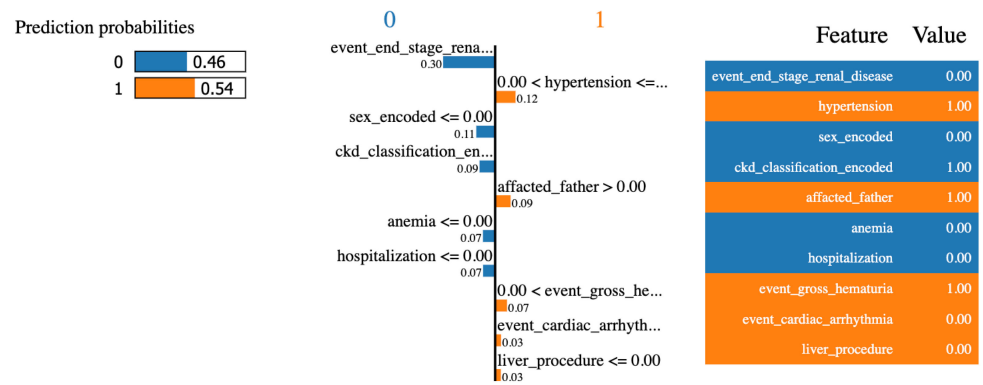 Prediction probabilities
0 0.46
1 0.54
0 1
event_end_stage_rena...
0.30
0.00 < hypertension <=...
0.12
sex_encoded <= 0.00
0.11
ckd_classification_en...
0.09
affacted_father > 0.00
0.09
anemia <= 0.00
0.07
hospitalization <= 0.00
0.07
0.00 < event_gross_he...
0.07
event_cardiac_arrhyth...
0.03
liver_procedure <= 0.00
0.03
Feature Value
event_end_stage_renal_disease 0.00
hypertension 1.00
sex_encoded 0.00
ckd_classification_encoded 1.00
affacted_father 1.00
anemia 0.00
hospitalization 0.00
event_gross_hematuria 1.00
event_cardiac_arrhythmia 0.00
liver_procedure 0.00